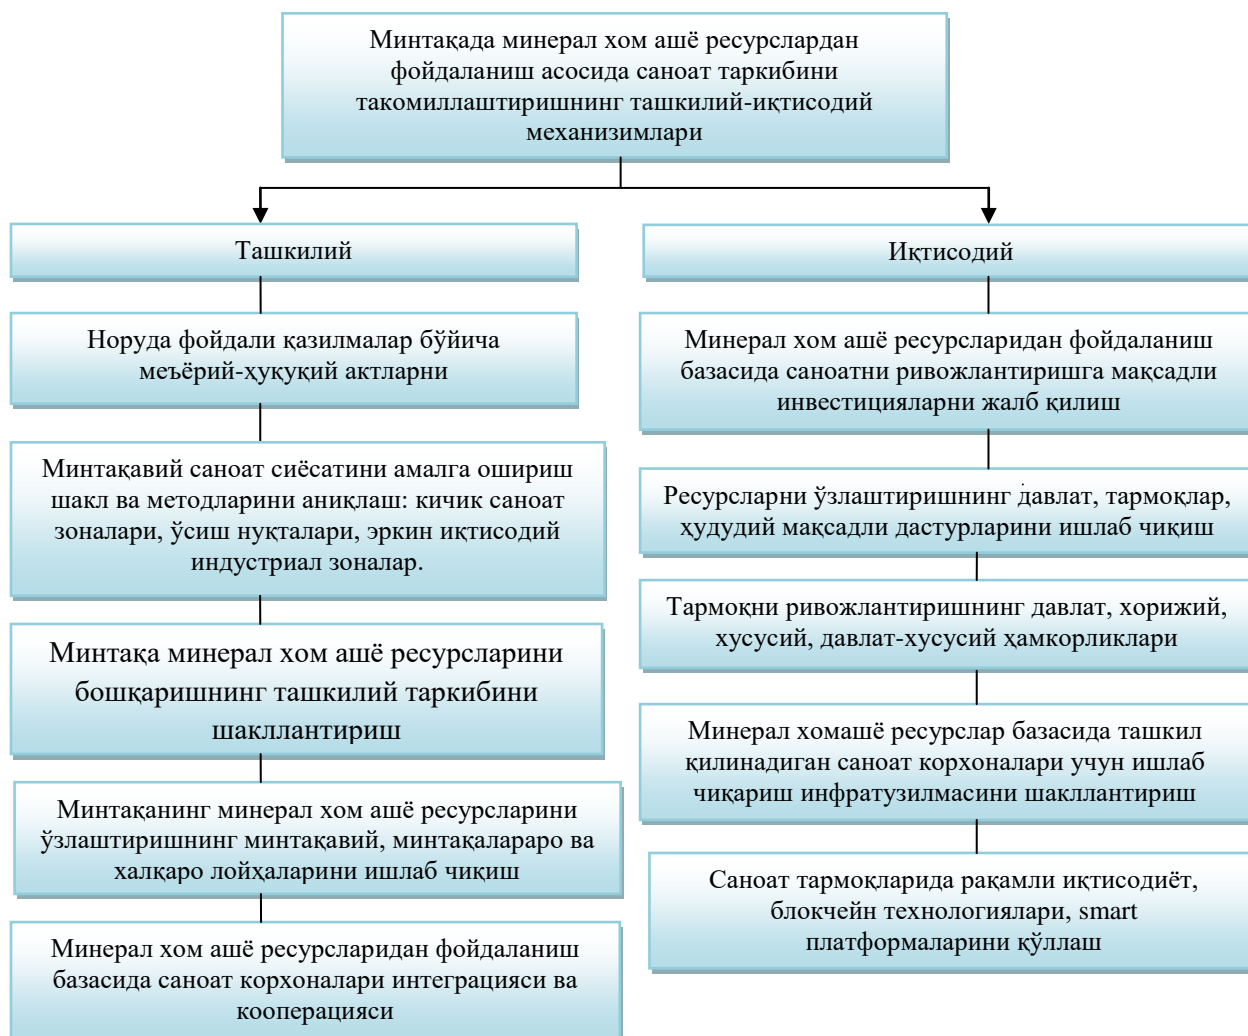 Минтақада минерал хом ашё ресурслардан
фойдаланиш асосида саноат таркибини
такомиллаштиришнинг ташкилий-иқтисодий
механизимлари
Ташкилий
Норуда фойдали қазилмалар бўйича
меъёрий-ҳуқуқий актларни
Минтақавий саноат сиёсатини амалга ошириш
шакл ва методларини аниқлаш: кичик саноат
зоналари, ўсиш нуқталари, эркин иқтисодий
индустриал зоналар.
Минтақа минерал хом ашё ресурсларини
бошқаришнинг ташкилий таркибини
шакллантириш
Минтақанинг минерал хом ашё ресурсларини
ўзлаштиришнинг минтақавий, минтақалараро ва
халқаро лойҳаларини ишлаб чиқиш
Минерал хом ашё ресурсларидан фойдаланиш
базасида саноат корхоналари интеграцияси ва
кооперацияси
Иқтисодий
Минерал хом ашё ресурсларидан фойдаланиш
базасида саноатни ривожлантиришга мақсадли
инвестицияларни жалб қилиш
Ресурсларни ўзлаштиришнинг давлат, тармоқлар,
ҳудудий мақсадли дастурларини ишлаб чиқиш
Тармоқни ривожлантиришнинг давлат, хорижий,
хусусий, давлат-хусусий ҳамкорликлари
Минерал хомашё ресурслар базасида ташкил
қилинадиган саноат корхоналари учун ишлаб
чиқариш инфратузилмасини шакллантириш
Саноат тармоқларида рақамли иқтисодиёт,
блокчейн технологиялари, smart
платформаларини қўллаш